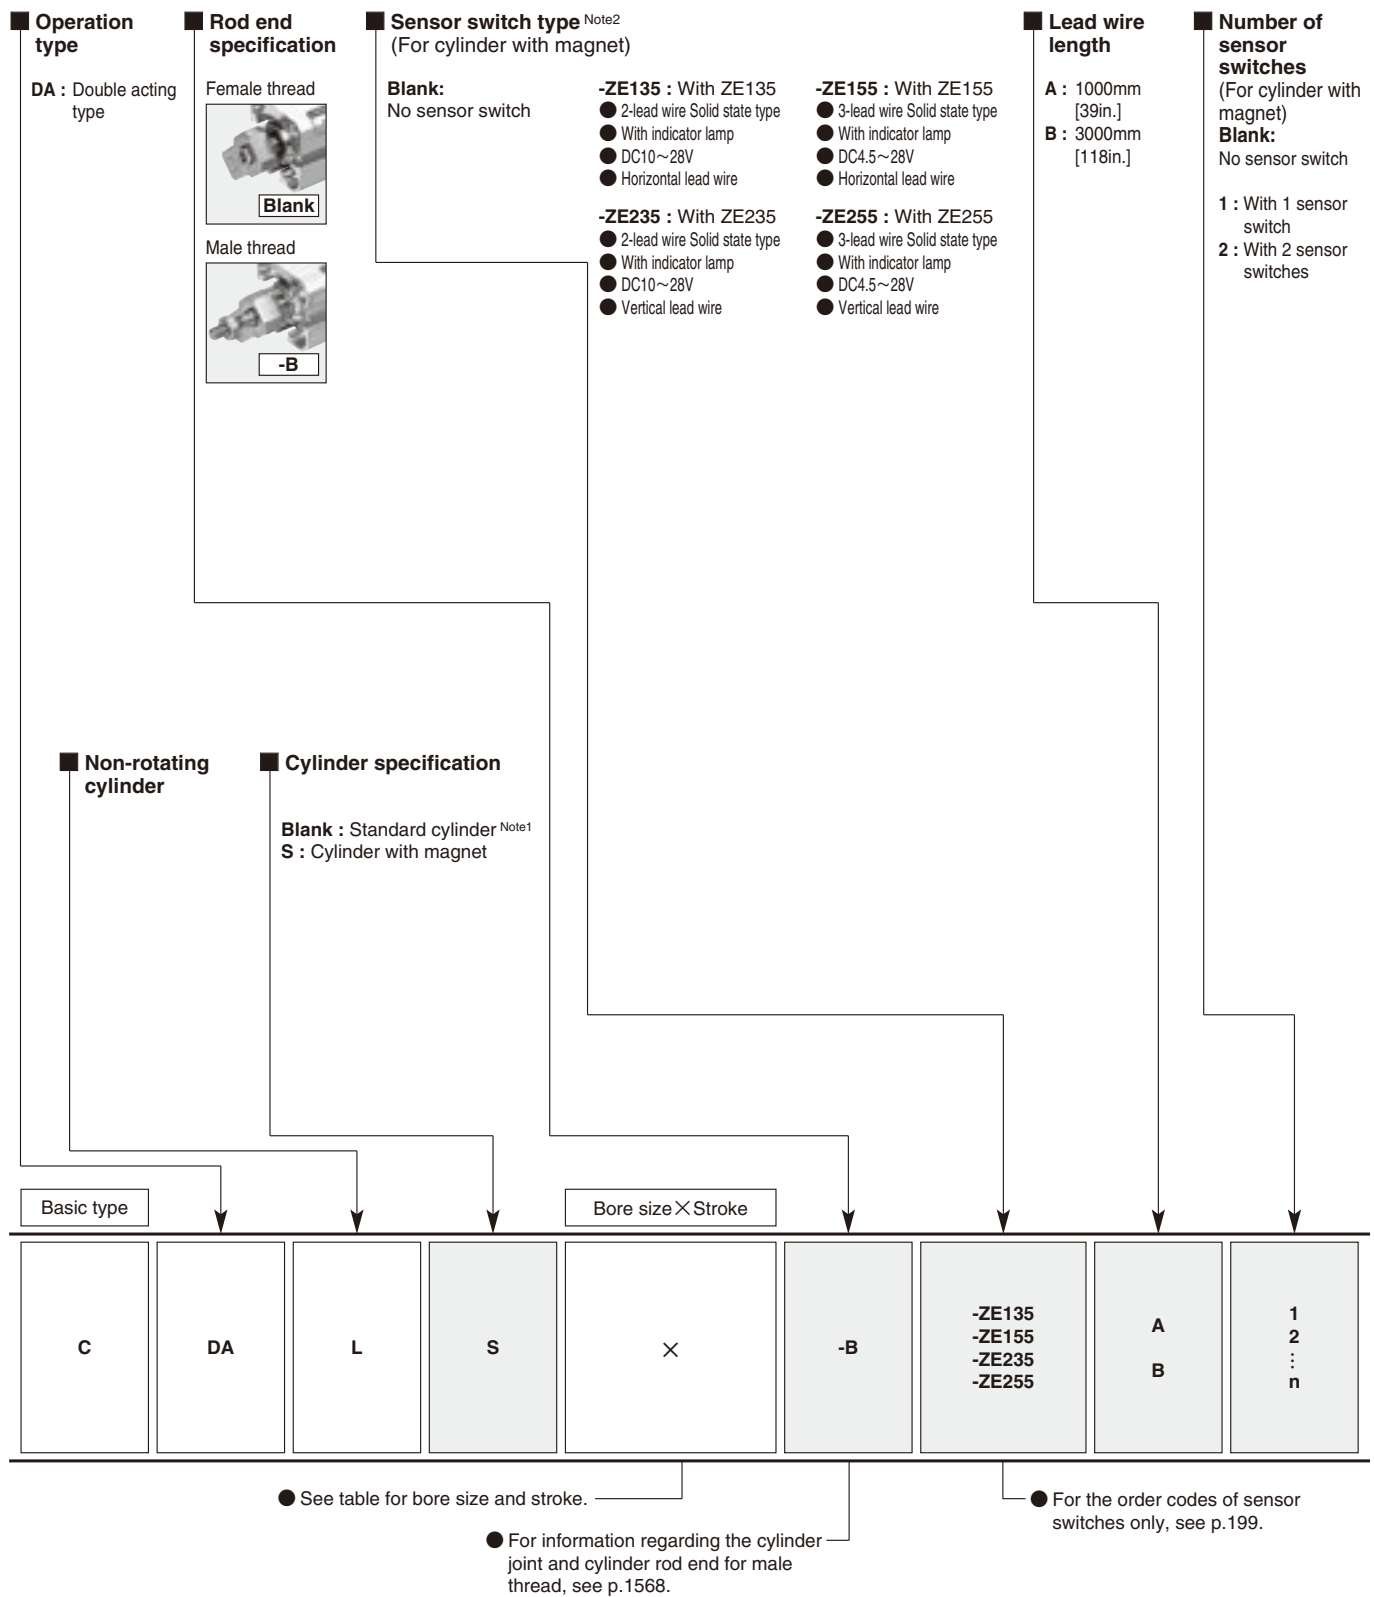 Operation
type
DA : Double acting
type
Rod end
specification
Female thread
Blank
Male thread
-B
Sensor switch type Note2
(For cylinder with magnet)
Blank:
No sensor switch
-ZE135 : With ZE135
● 2-lead wire Solid state type
● With indicator lamp
● DC10～28V
● Horizontal lead wire
-ZE155 : With ZE155
● 3-lead wire Solid state type
● With indicator lamp
● DC4.5～28V
● Horizontal lead wire
-ZE235 : With ZE235
● 2-lead wire Solid state type
● With indicator lamp
● DC10～28V
● Vertical lead wire
-ZE255 : With ZE255
● 3-lead wire Solid state type
● With indicator lamp
● DC4.5～28V
● Vertical lead wire
Lead wire
length
A : 1000mm
[39in.]
B : 3000mm
[118in.]
Number of
sensor
switches
(For cylinder with
magnet)
Blank:
No sensor switch
1 : With 1 sensor
switch
2 : With 2 sensor
switches
Non-rotating
cylinder
Cylinder specification
Blank : Standard cylinder Note1
S : Cylinder with magnet
Basic type
Bore size×Stroke
C
DA
L
S
×
-B
-ZE135
-ZE155
-ZE235
-ZE255
A
B
1
2
⋮
n
● See table for bore size and stroke.
● For information regarding the cylinder
joint and cylinder rod end for male
thread, see p.1568.
● For the order codes of sensor
switches only, see p.199.